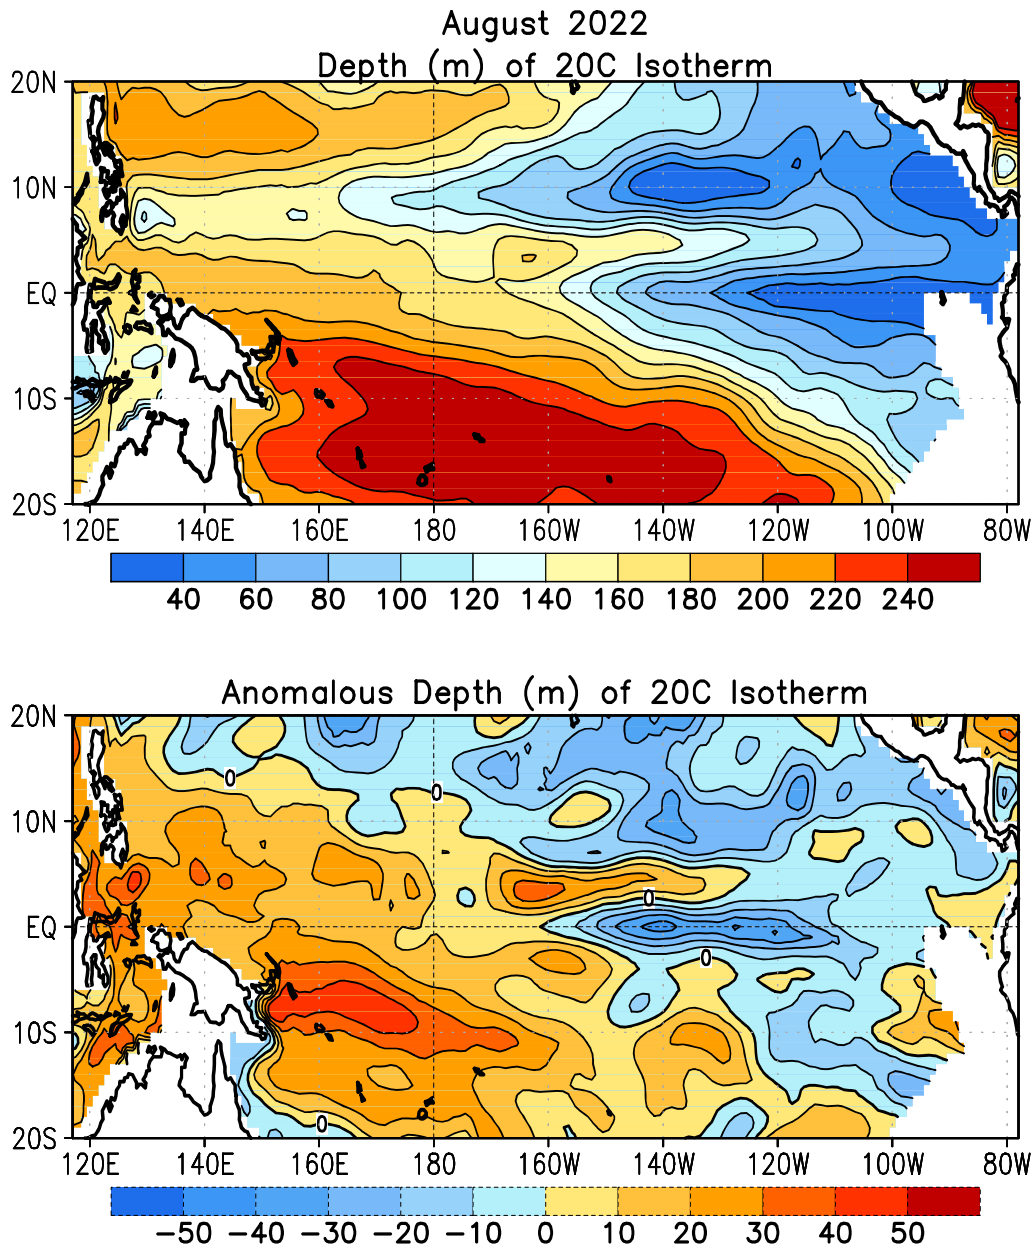 August 2022
Depth (m) of 20C Isotherm
20N
10N
EQ
10S
20S
120E 140E 160E 180 160W 140W 120W 100W 80W
40 60 80 100 120 140 160 180 200 220 240
Anomalous Depth (m) of 20C Isotherm
20N
0
0
10N
0
EQ
0
10S
0
20S
120E 140E 160E 180 160W 140W 120W 100W 80W
−50 −40 −30 −20 −10 0 10 20 30 40 50